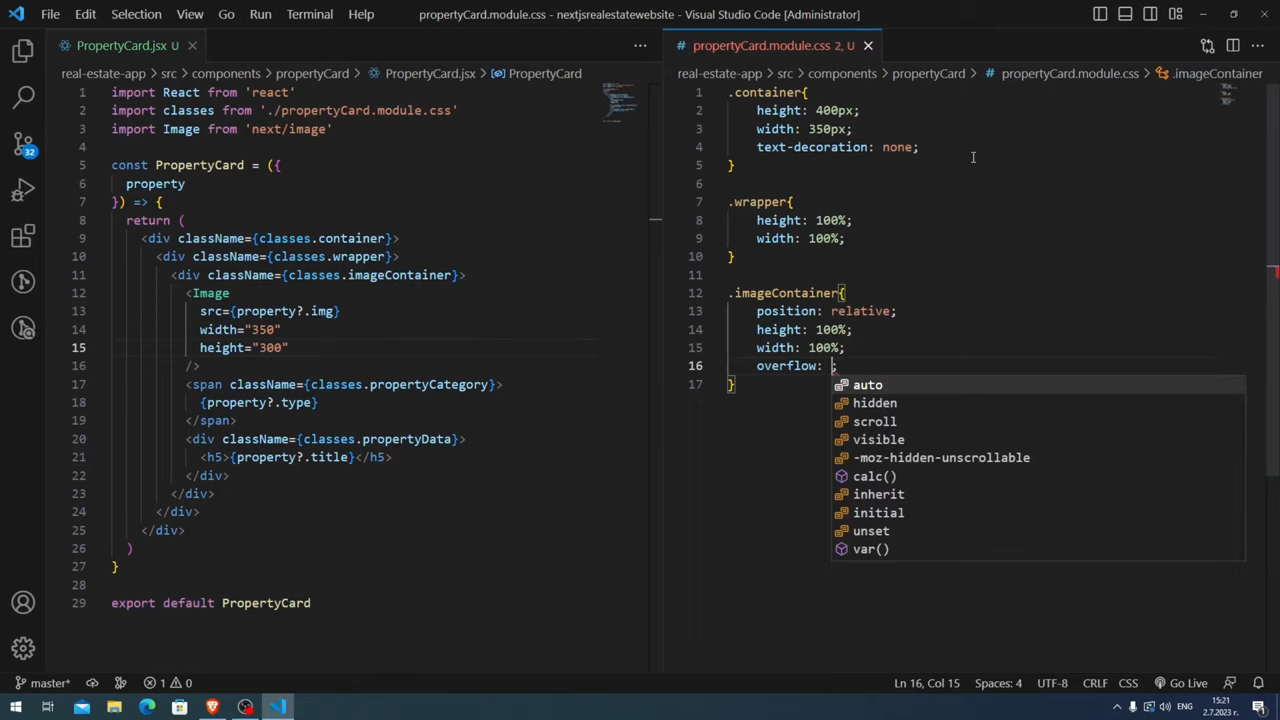 File Edit Selection View Go Run Terminal Help
propertyCard.module.css - nextjsrealestatewebsite - Visual Studio Code [Administrator]
PropertyCard.jsx U
real-estate-app > src > components > propertyCard > PropertyCard.jsx > PropertyCard
1 import React from 'react'
2 import classes from './propertyCard.module.css'
3 import Image from 'next/image'
4
5 const PropertyCard = ({
6 property
7 }) => {
8 return (
9 <div className={classes.container}>
10 <div className={classes.wrapper}>
11 <div className={classes.imageContainer}>
12 <Image
13 src={property?.img}
14 width="350"
15 height="300"
16 />
17 <span className={classes.propertyCategory}>
18 {property?.type}
19 </span>
20 <div className={classes.propertyData}>
21 <h5>{property?.title}</h5>
22 </div>
23 </div>
24 </div>
25 </div>
26 )
27 }
28
29 export default PropertyCard
propertyCard.module.css 2, U
real-estate-app > src > components > propertyCard > # propertyCard.module.css > .imageContainer
1 .container{
2 height: 400px;
3 width: 350px;
4 text-decoration: none;
5 }
6
7 .wrapper{
8 height: 100%;
9 width: 100%;
10 }
11
12 .imageContainer{
13 position: relative;
14 height: 100%;
15 width: 100%;
16 overflow: ;
17 }
auto
hidden
scroll
visible
-moz-hidden-unscrollable
calc()
inherit
initial
unset
var()
32
master* 1 0
Ln 16, Col 15 Spaces: 4 UTF-8 CRLF CSS Go Live
ENG 15:21
2.7.2023 г.
1